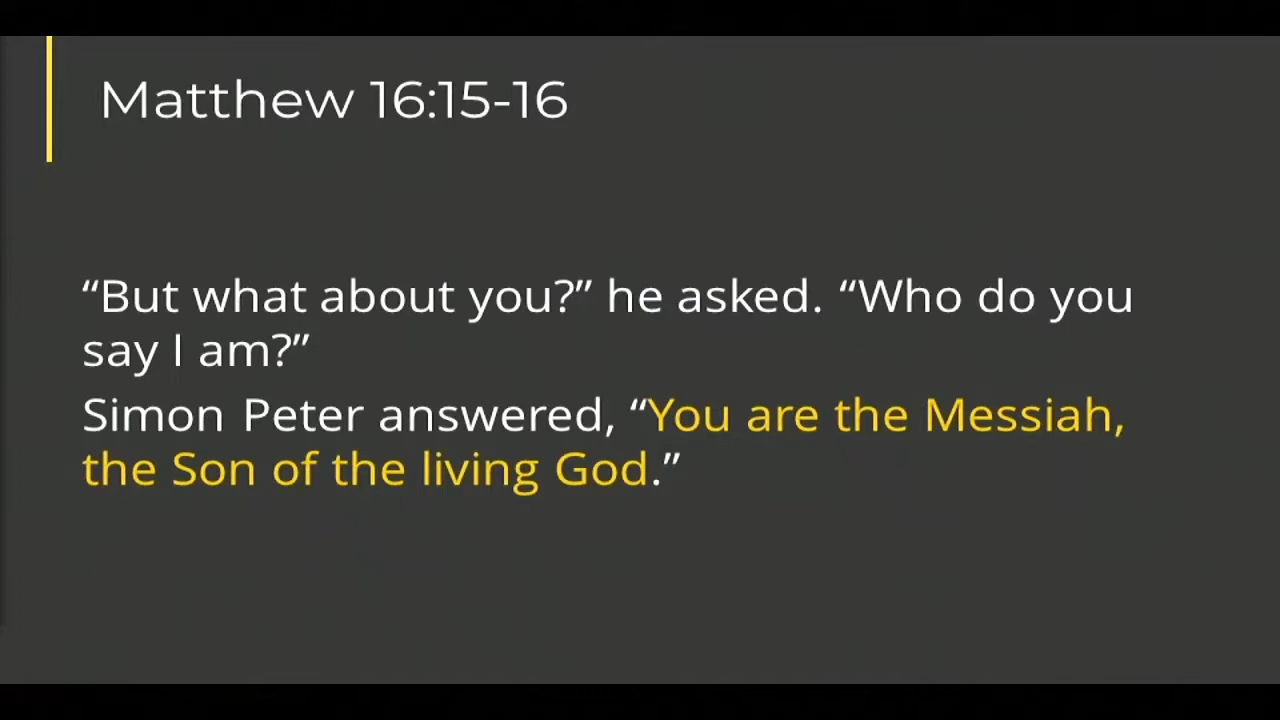 Matthew 16:15-16
“But what about you?” he asked. “Who do you
say I am?”
Simon Peter answered, “You are the Messiah,
the Son of the living God.”